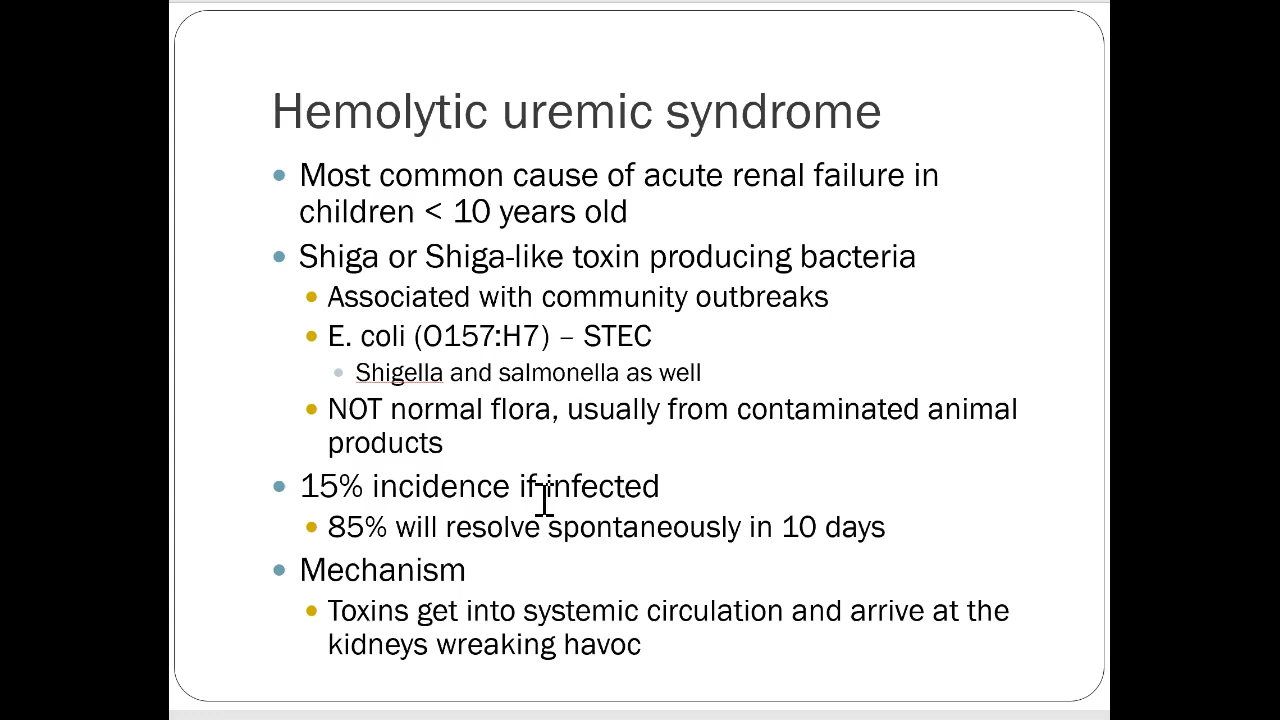 Hemolytic uremic syndrome
• Most common cause of acute renal failure in
children < 10 years old
• Shiga or Shiga-like toxin producing bacteria
• Associated with community outbreaks
• E. coli (O157:H7) – STEC
• Shigella and salmonella as well
• NOT normal flora, usually from contaminated animal
products
• 15% incidence if infected
• 85% will resolve spontaneously in 10 days
• Mechanism
• Toxins get into systemic circulation and arrive at the
kidneys wreaking havoc